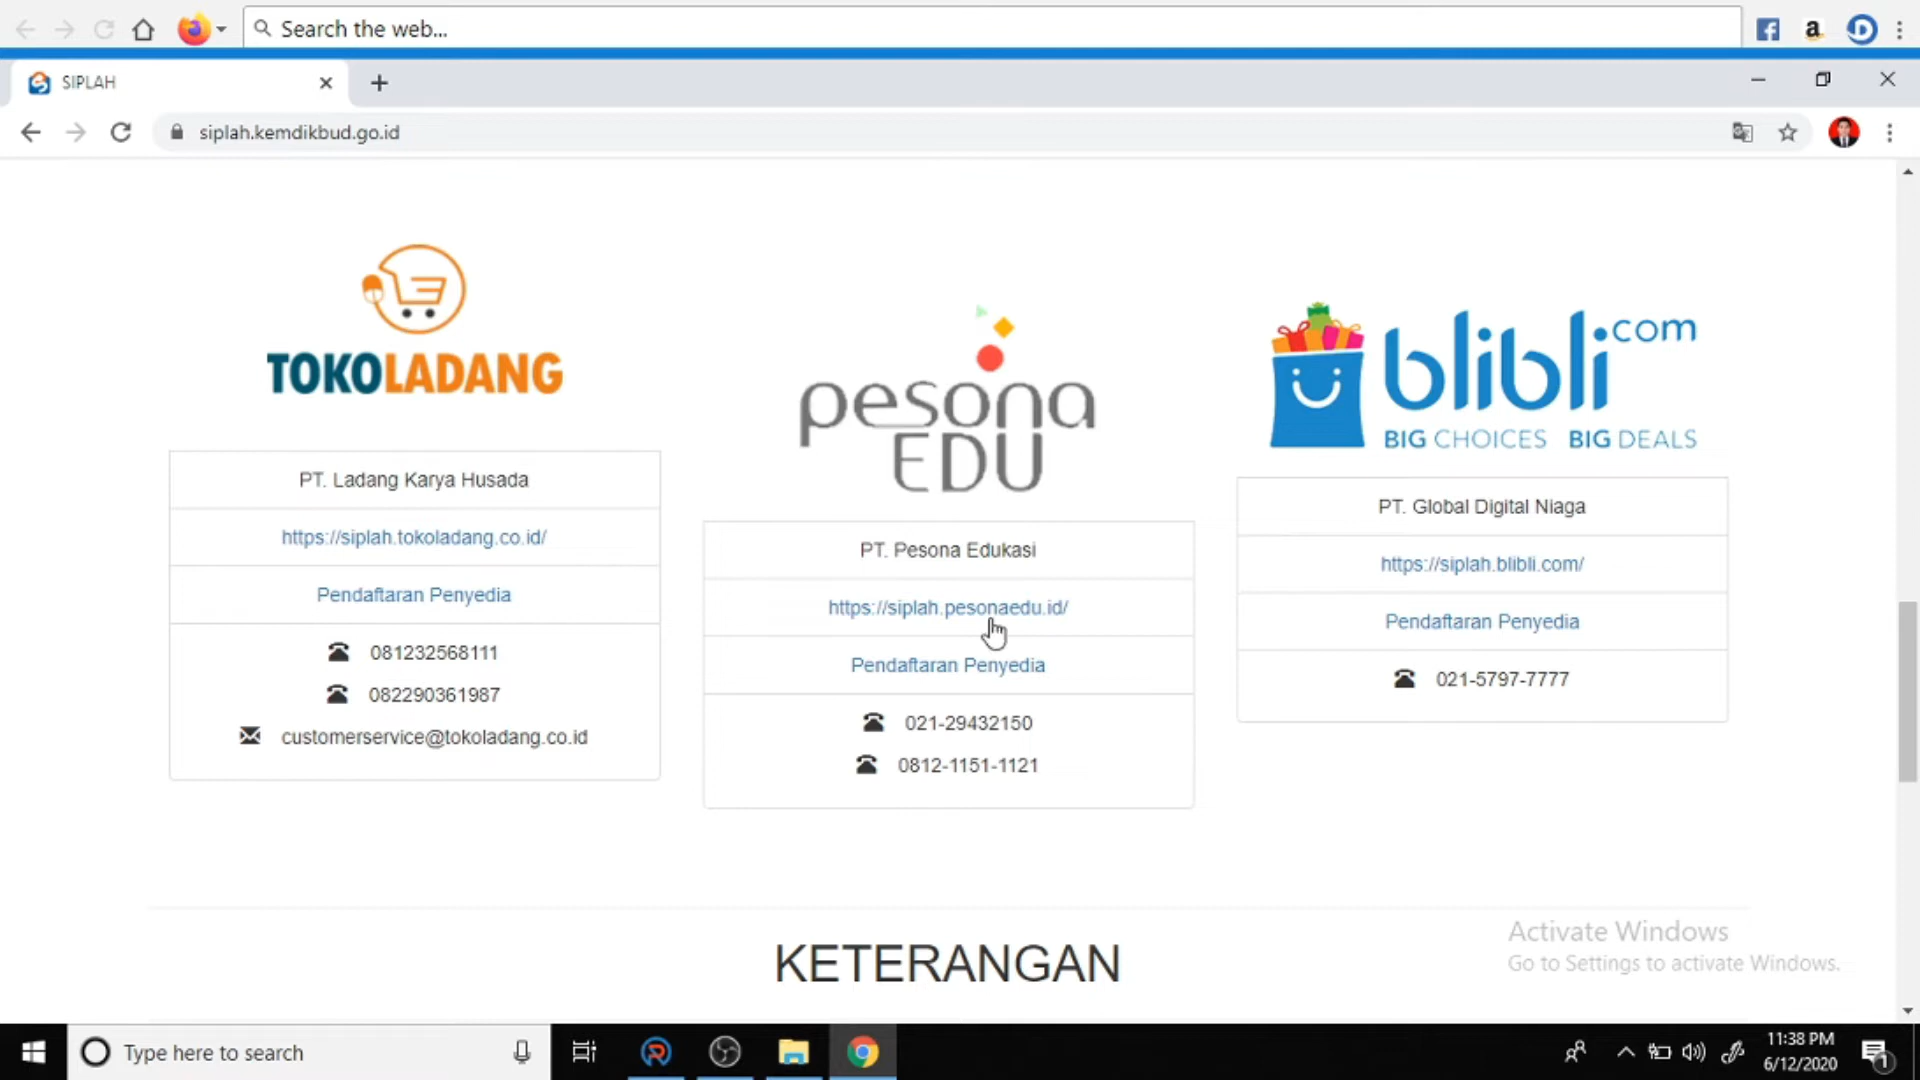 Search the web...
SIPLAH
siplah.kemdikbud.go.id
TOKOLADANG
PT. Ladang Karya Husada
https://siplah.tokoladang.co.id/
Pendaftaran Penyedia
081232568111
082290361987
customerservice@tokoladang.co.id
pesona
EDU
PT. Pesona Edukasi
https://siplah.pesonaedu.id/
Pendaftaran Penyedia
021-29432150
0812-1151-1121
blibli.com
BIG CHOICES BIG DEALS
PT. Global Digital Niaga
https://siplah.blibli.com/
Pendaftaran Penyedia
021-5797-7777
KETERANGAN
Activate Windows
Go to Settings to activate Windows.
Type here to search
11:38 PM
6/12/2020
1